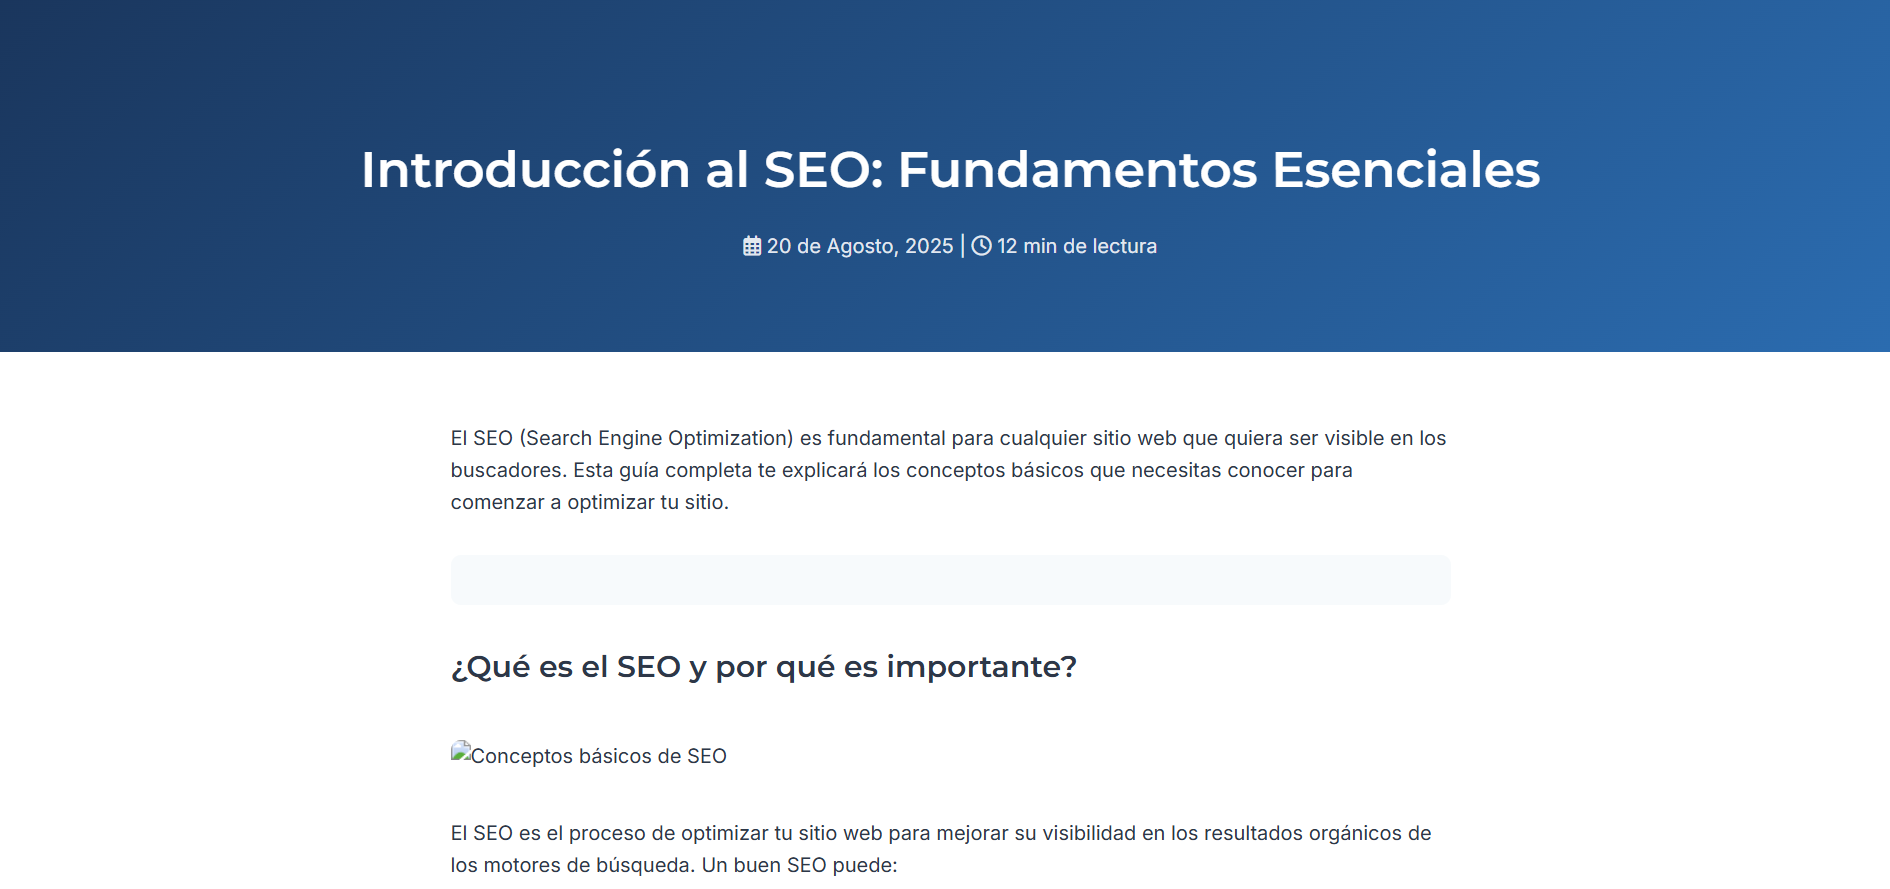 Introducción al SEO: Fundamentos Esenciales
20 de Agosto, 2025 | 12 min de lectura
El SEO (Search Engine Optimization) es fundamental para cualquier sitio web que quiera ser visible en los
buscadores. Esta guía completa te explicará los conceptos básicos que necesitas conocer para
comenzar a optimizar tu sitio.
¿Qué es el SEO y por qué es importante?
Conceptos básicos de SEO
El SEO es el proceso de optimizar tu sitio web para mejorar su visibilidad en los resultados orgánicos de
los motores de búsqueda. Un buen SEO puede: